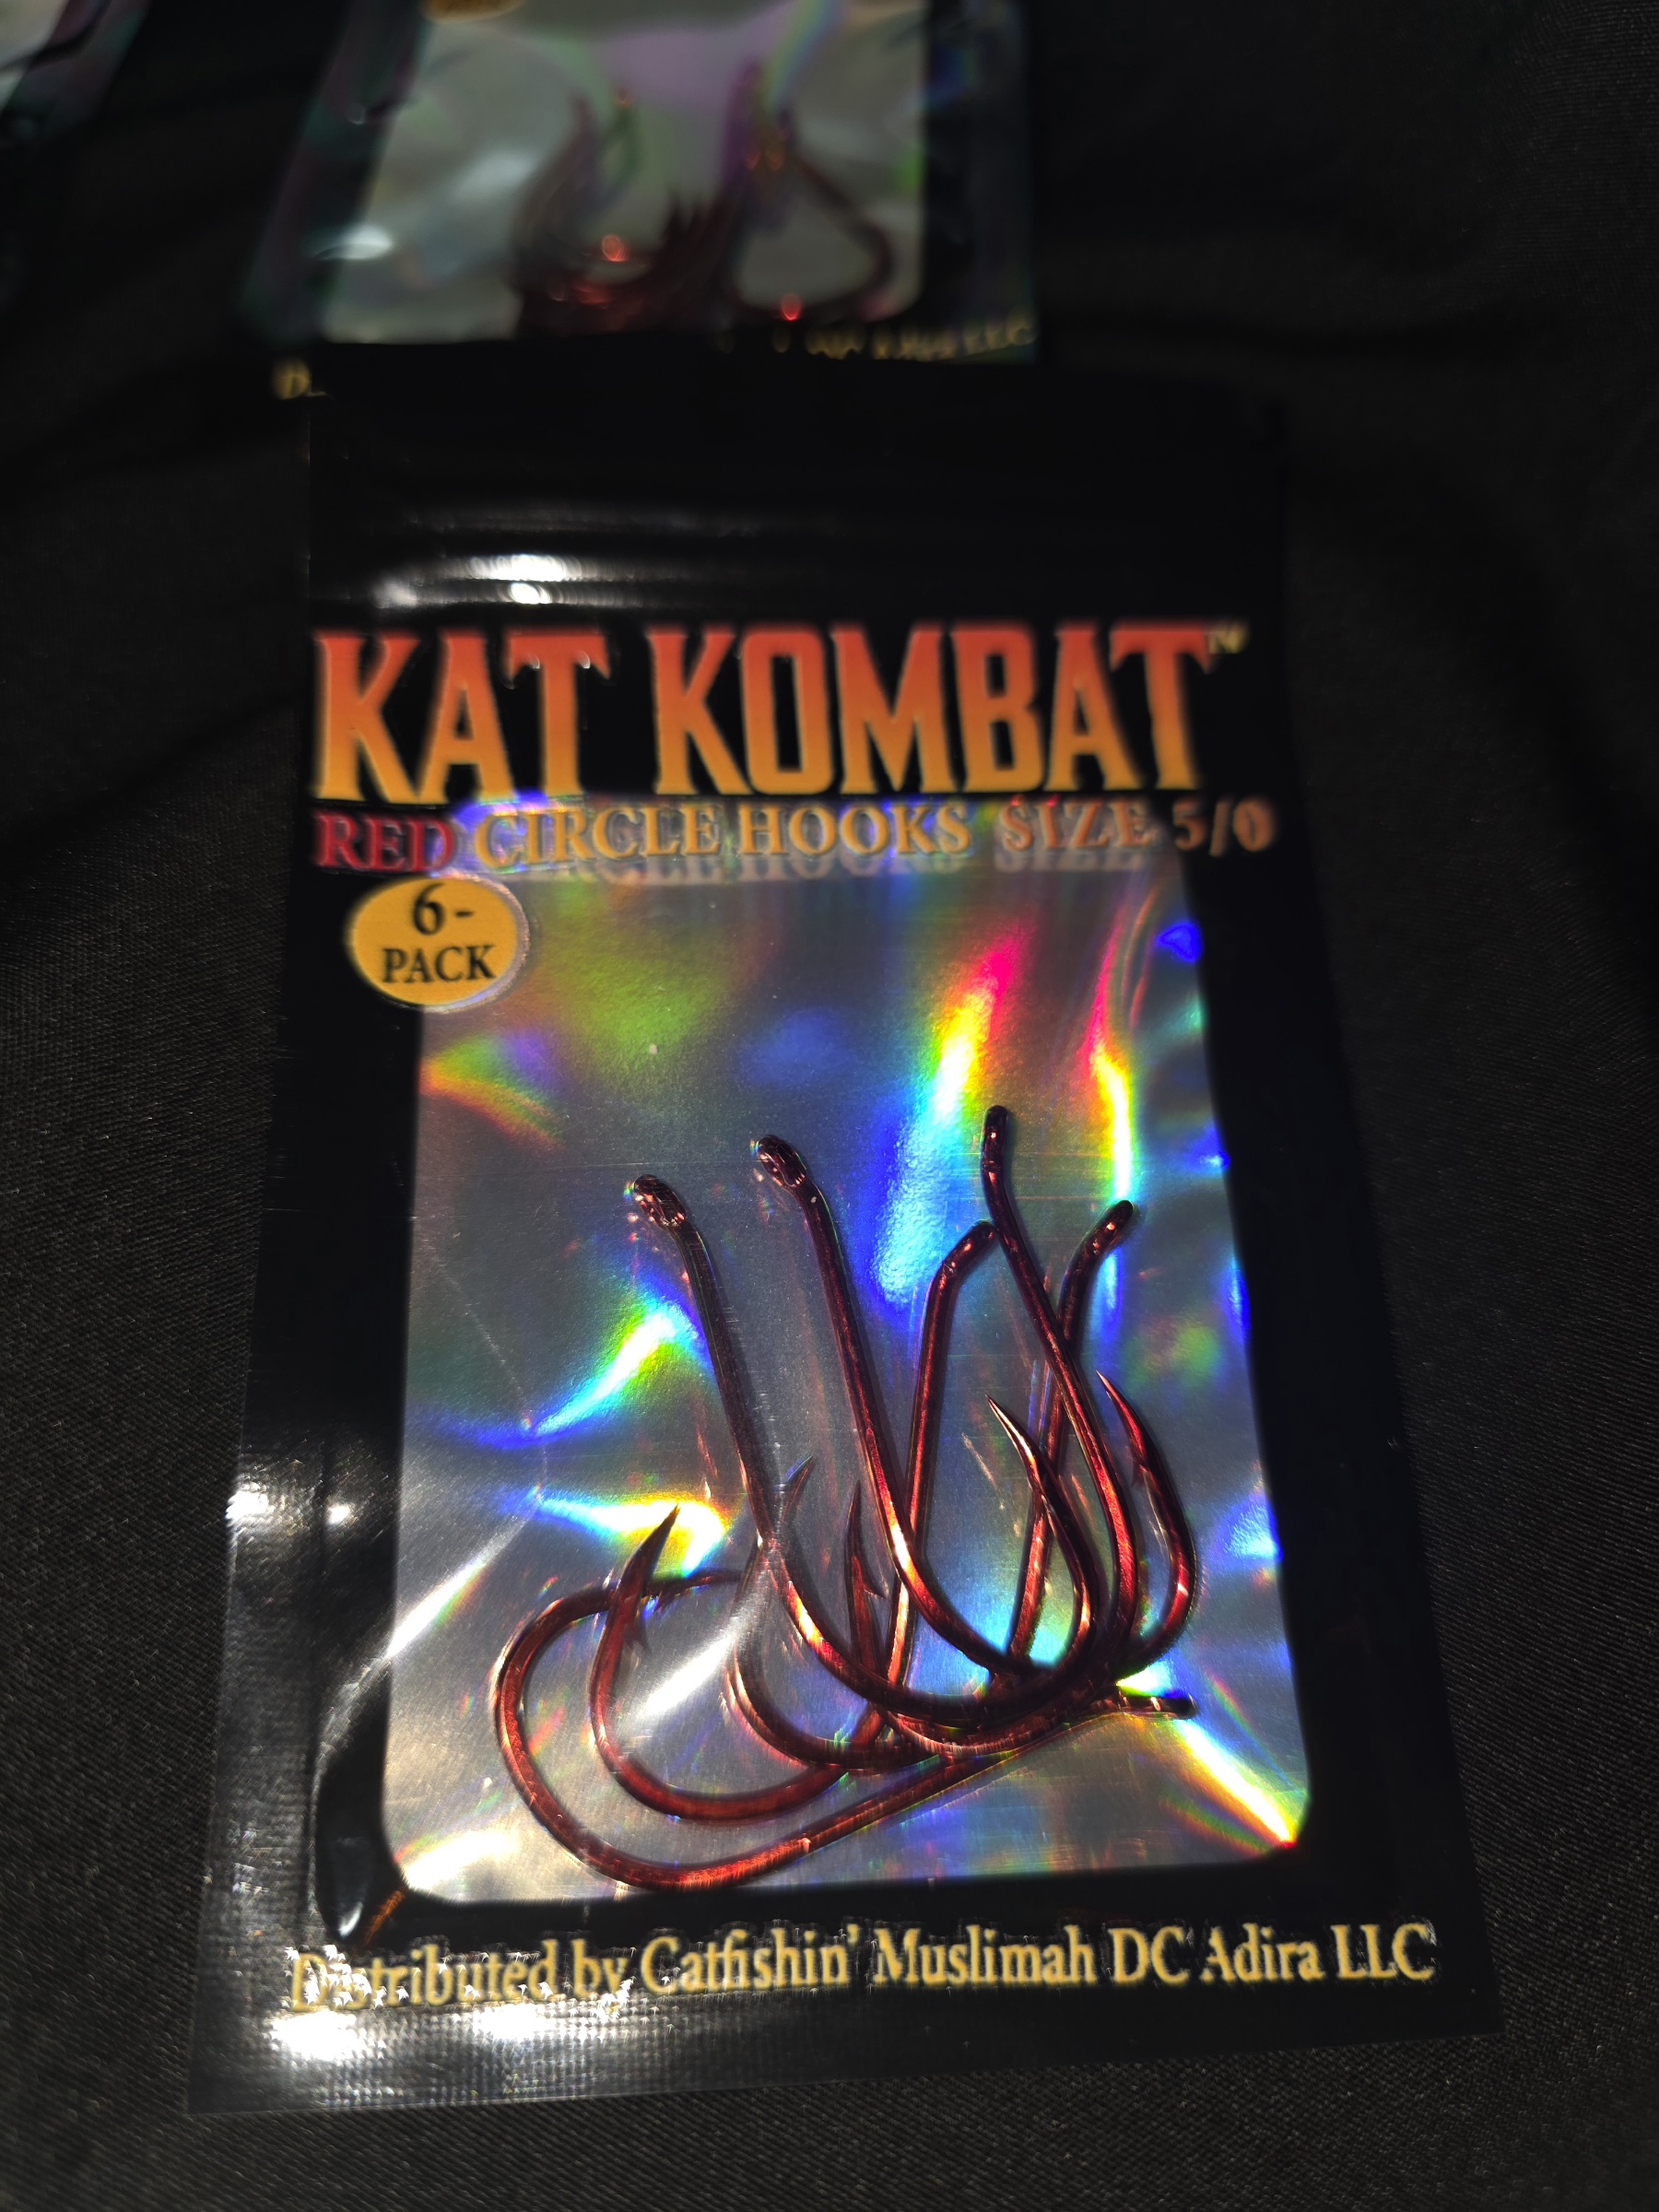 KAT KOMBAT™
RED CIRCLE HOOKS SIZE 5/0
6-
PACK
Distributed by Catfishin' Muslimah DC Adira LLC